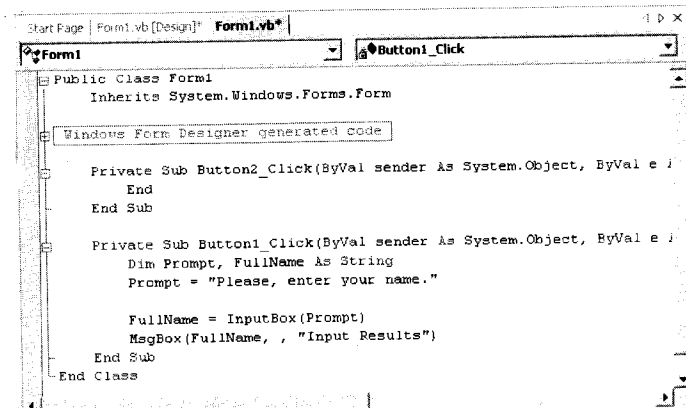 Start Page | Form1.vb [Design]* | Form1.vb*
Form1 Button1_Click
Public Class Form1
Inherits System.Windows.Forms.Form
Windows Form Designer generated code
Private Sub Button2_Click(ByVal sender As System.Object, ByVal e
End
End Sub
Private Sub Button1_Click(ByVal sender As System.Object, ByVal e
Dim Prompt, FullName As String
Prompt = "Please, enter your name."
FullName = InputBox(Prompt)
MsgBox(FullName, , "Input Results")
End Sub
End Class